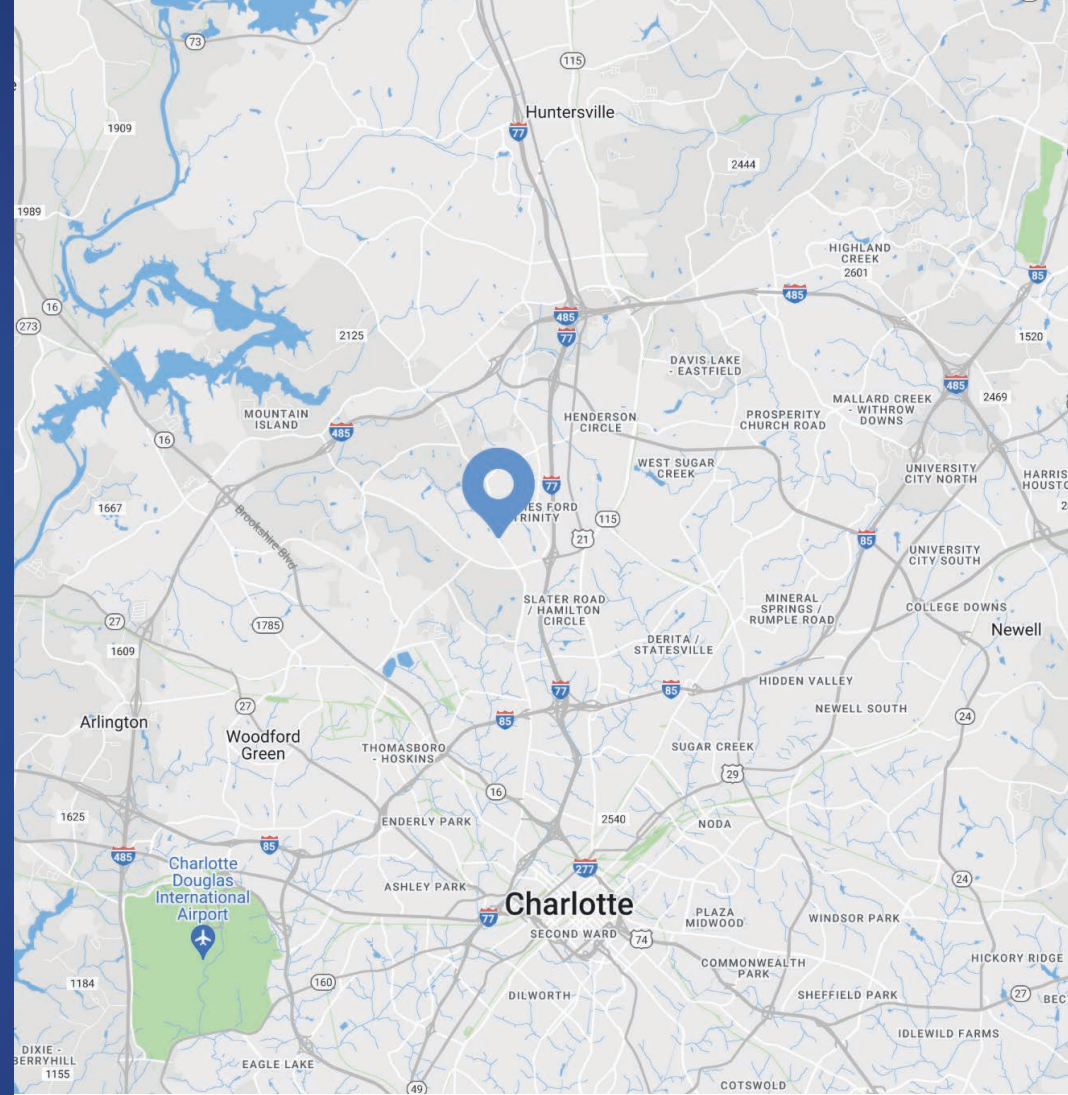 73
115
Huntersville
77
1909
2444
1989
HIGHLAND
CREEK
2601
85
485
16
273
485
77
2125
1520
DAVIS LAKE
- EASTFIELD
485
2469
MALLARD CREEK
- WITHROW
DOWNS
MOUNTAIN
ISLAND
HENDERSON
CIRCLE
PROSPERITY
CHURCH ROAD
16
485
WEST SUGAR
CREEK
UNIVERSITY
CITY NORTH
77
1667
TRINITY
FORD
115
Brookshire Blvd
21
85
UNIVERSITY
CITY SOUTH
SLATER ROAD
/ HAMILTON
CIRCLE
MINERAL
SPRINGS /
RUMPLE ROAD
COLLEGE DOWNS
27
1785
Newell
1609
DERITA /
STATESVILLE
77
85
HIDDEN VALLEY
27
85
NEWELL SOUTH
24
Arlington
Woodford
Green
THOMASBORO
- HOSKINS
SUGAR CREEK
29
16
1625
ENDERLY PARK
2540
NODA
85
485
Charlotte
Douglas
International
Airport
277
ASHLEY PARK
24
Charlotte
77
PLAZA
MIDWOOD
WINDSOR PARK
SECOND WARD
74
HICKORY RIDGE
COMMONWEALTH
PARK
1184
160
DILWORTH
SHEFFIELD PARK
27
IDLEWILD FARMS
DIXIE -
BERRYHILL
1155
EAGLE LAKE
49
COTSWOLD